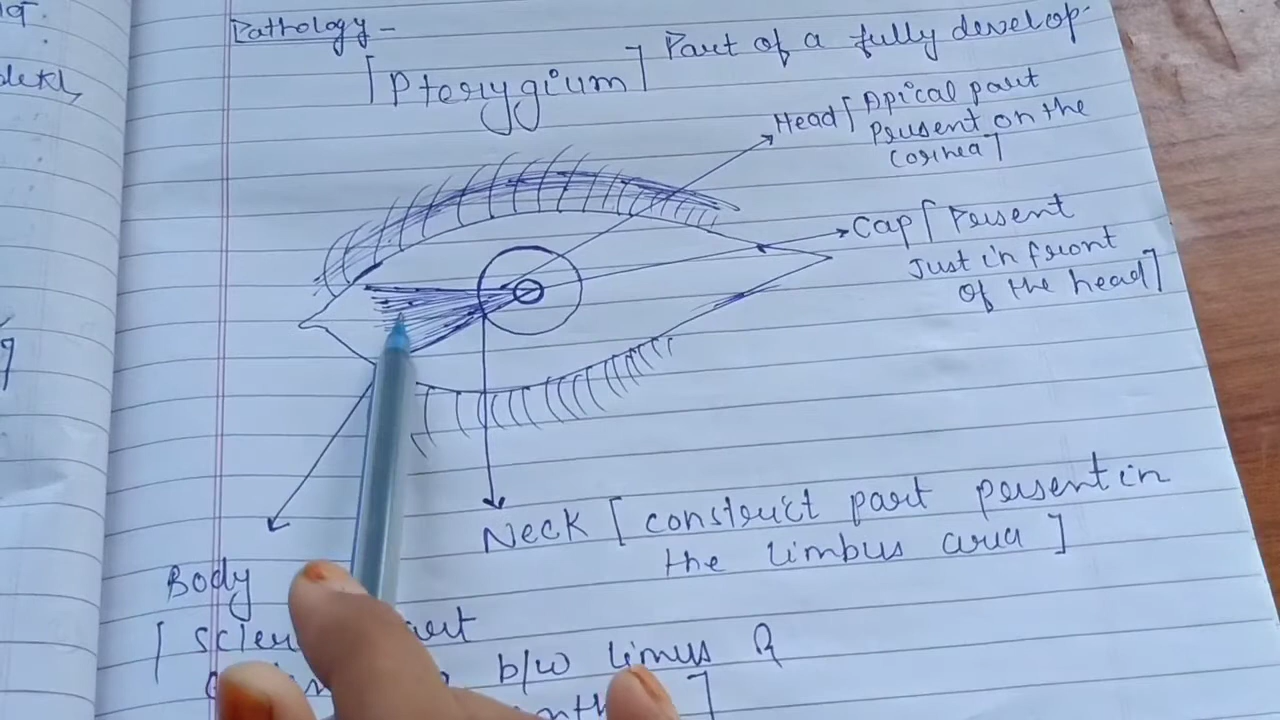 Pathology -
[Pterygium] Part of a fully develop
Head [Apical part
present on the
cornea]
Cap [Present
Just in front
of the head]
Neck [construct part present in
the limbus area]
Body
b/w limus &